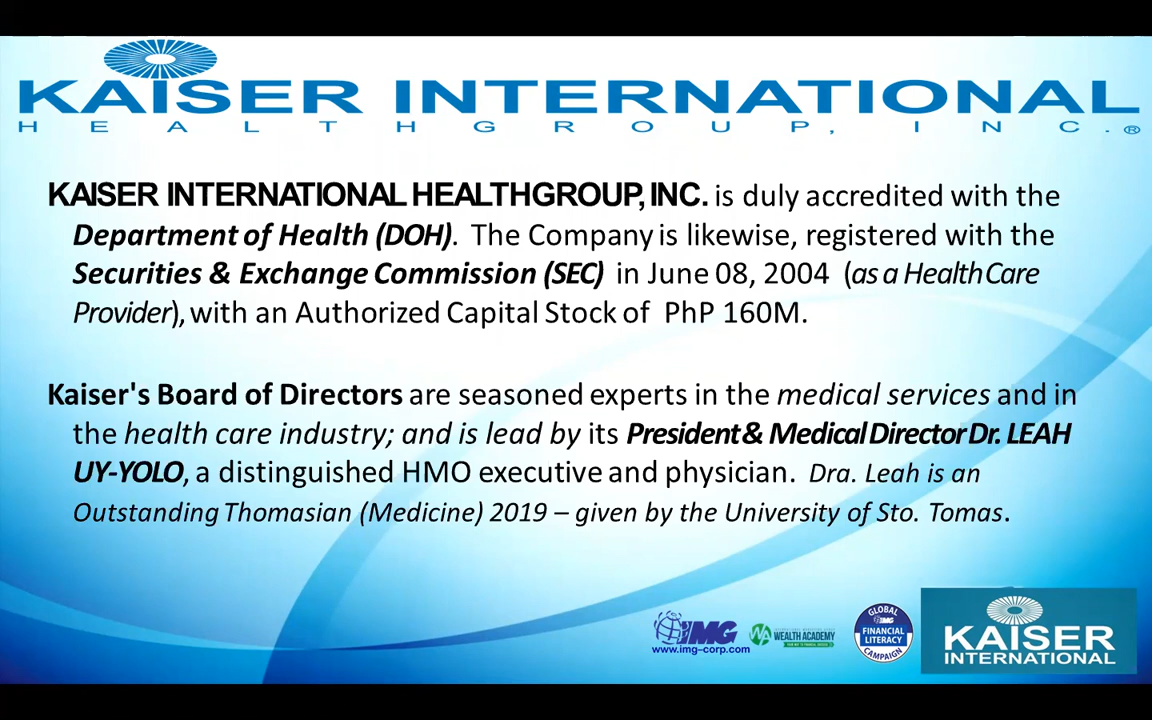 KAISER INTERNATIONAL
HEALTHGROUP, INC.®
KAISER INTERNATIONAL HEALTHGROUP, INC. is duly accredited with the
Department of Health (DOH). The Company is likewise, registered with the
Securities & Exchange Commission (SEC) in June 08, 2004 (as a Health Care
Provider), with an Authorized Capital Stock of PhP 160M.
Kaiser's Board of Directors are seasoned experts in the medical services and in
the health care industry; and is lead by its President & Medical Director Dr. LEAH
UY-YOLO, a distinguished HMO executive and physician. Dra. Leah is an
Outstanding Thomasian (Medicine) 2019 – given by the University of Sto. Tomas.
IMG
www.img-corp.com
WEALTH ACADEMY
GLOBAL
IMG
FINANCIAL
LITERACY
CAMPAIGN
KAISER
INTERNATIONAL